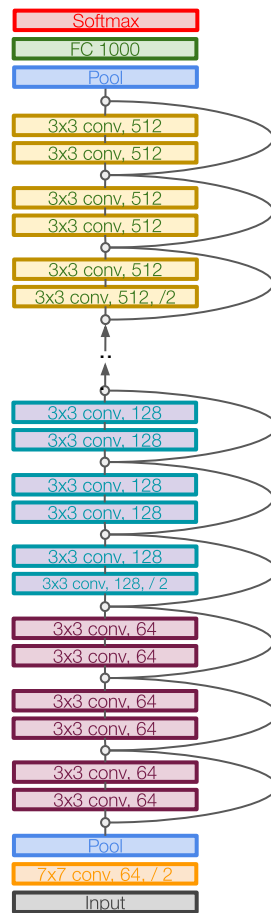 Softmax
FC 1000
Pool
3x3 conv, 512
3x3 conv, 512
3x3 conv, 512
3x3 conv, 512
3x3 conv, 512
3x3 conv, 512, /2
..
3x3 conv, 128
3x3 conv, 128
3x3 conv, 128
3x3 conv, 128
3x3 conv, 128
3x3 conv, 128, / 2
3x3 conv, 64
3x3 conv, 64
3x3 conv, 64
3x3 conv, 64
3x3 conv, 64
3x3 conv, 64
Pool
7x7 conv, 64, / 2
Input